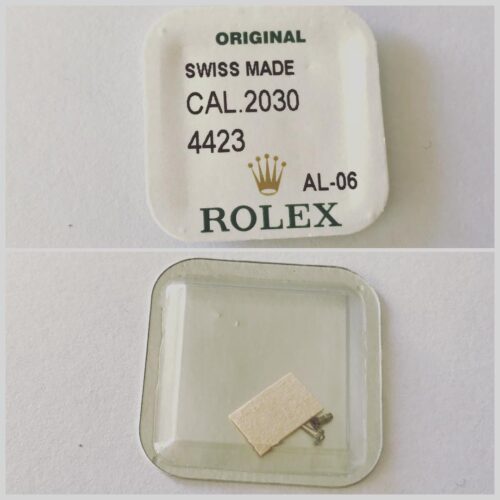 ORIGINAL
SWISS MADE
CAL.2030
4423
AL-06
ROLEX